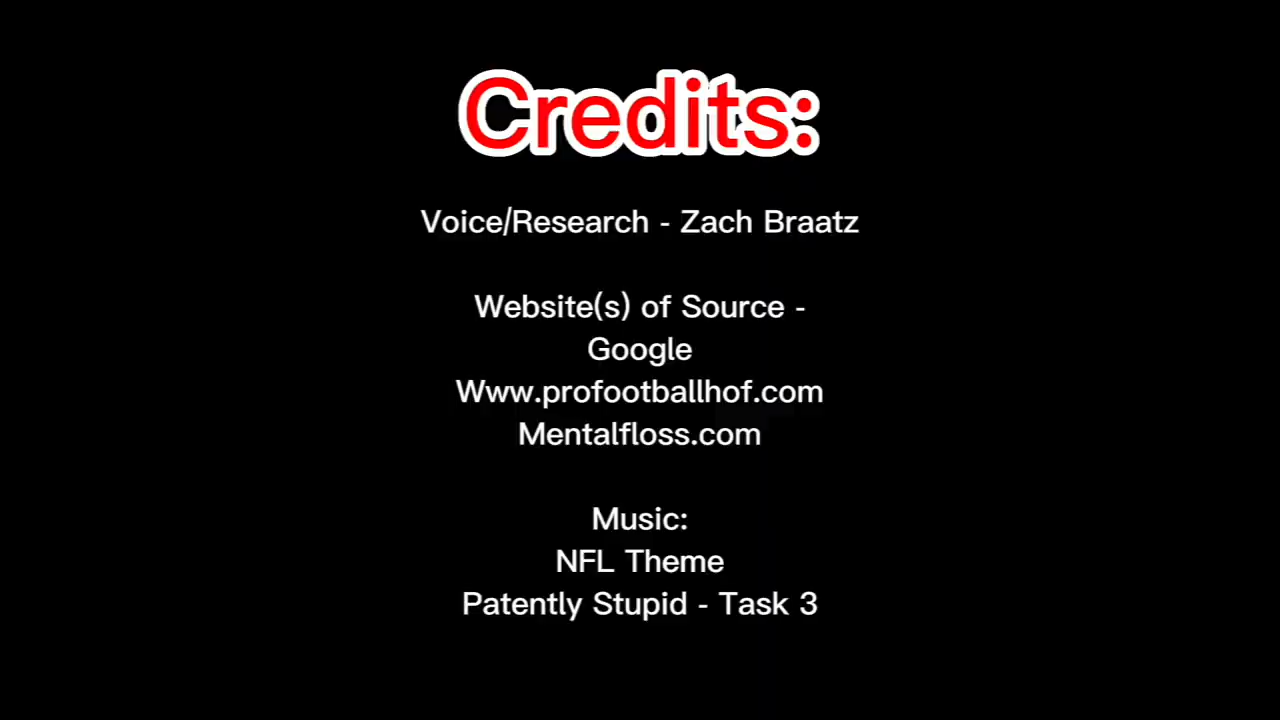 Credits:
Voice/Research - Zach Braatz
Website(s) of Source -
Google
Www.profootballhof.com
Mentalfloss.com
Music:
NFL Theme
Patently Stupid - Task 3